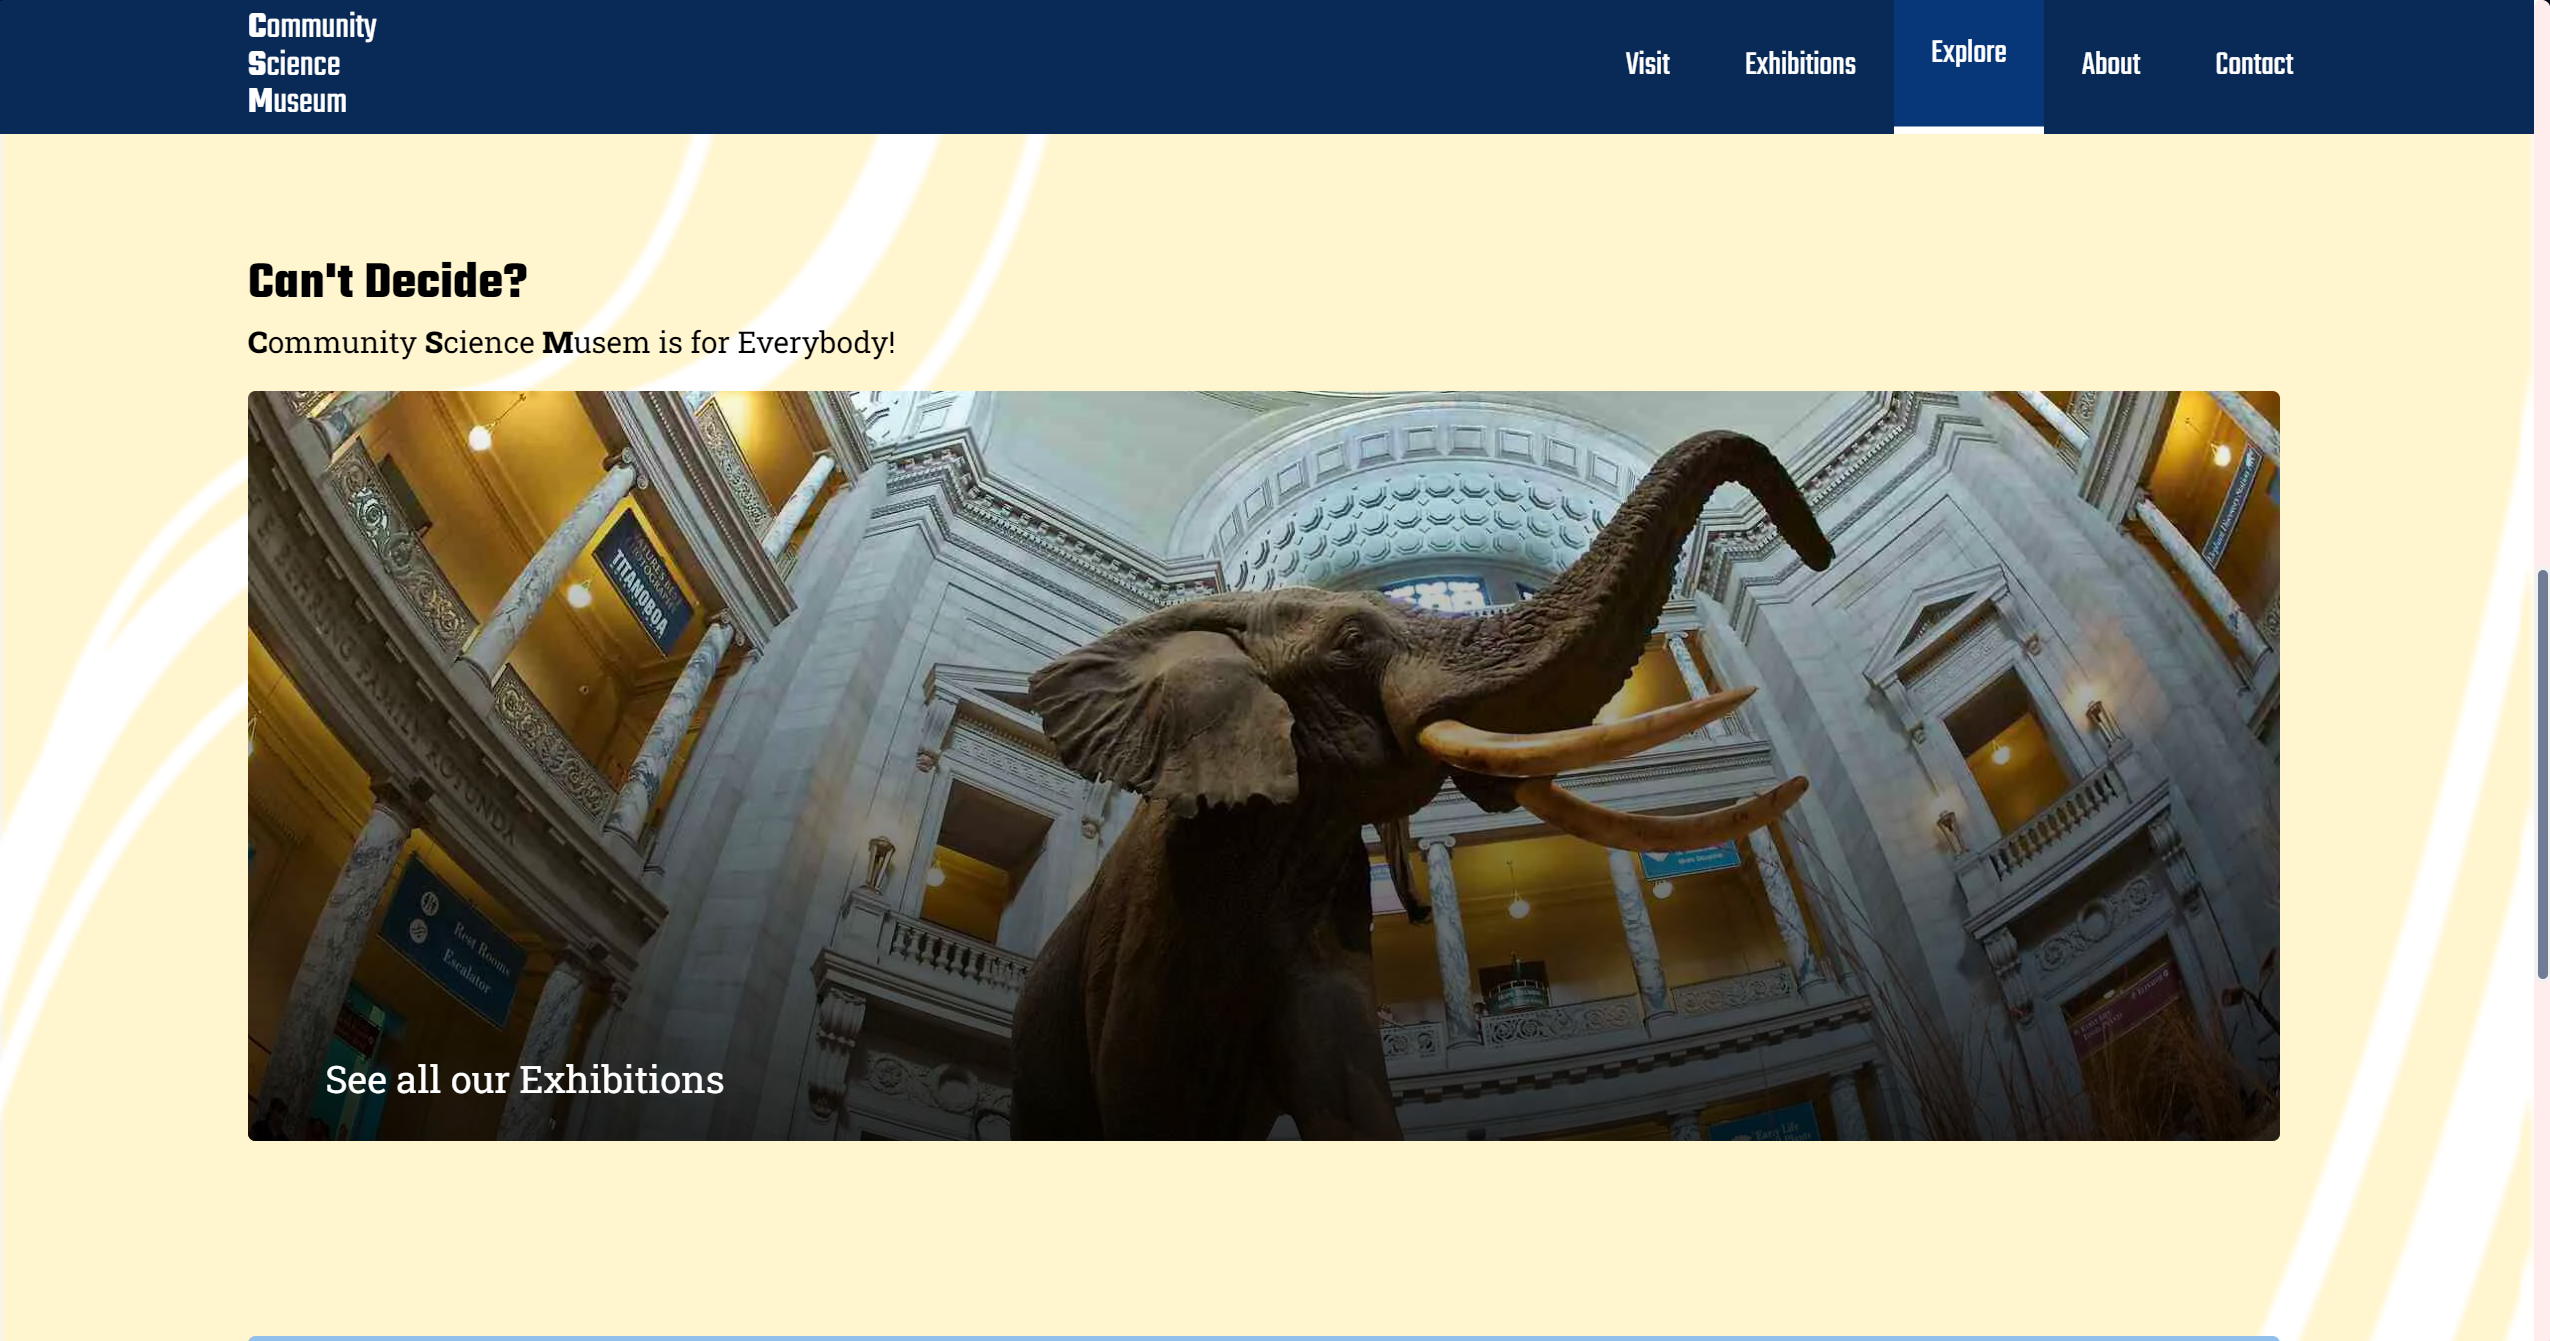 Community
Science
Museum
Visit
Exhibitions
Explore
About
Contact
Can't Decide?
Community Science Musem is for Everybody!
TITANOBOA
ROTUNDA
Rest Rooms
Escalator
See all our Exhibitions